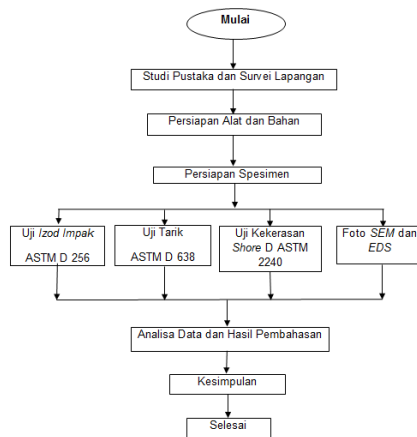 Mulai
Studi Pustaka dan Survei Lapangan
Persiapan Alat dan Bahan
Persiapan Spesimen
Uji Izod Impak
ASTM D 256
Uji Tarik
ASTM D 638
Uji Kekerasan
Shore D ASTM
2240
Foto SEM dan
EDS
Analisa Data dan Hasil Pembahasan
Kesimpulan
Selesai